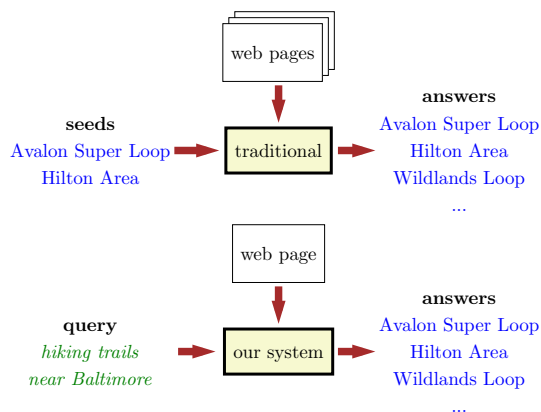 web pages
seeds
Avalon Super Loop
Hilton Area
traditional
answers
Avalon Super Loop
Hilton Area
Wildlands Loop
...
web page
query
hiking trails
near Baltimore
our system
answers
Avalon Super Loop
Hilton Area
Wildlands Loop
...